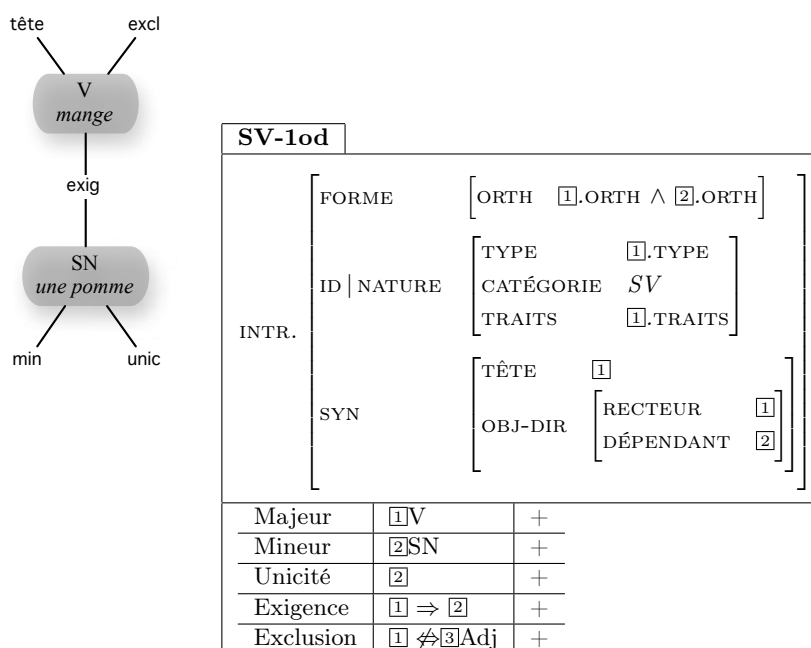 tête excl
V
mange
exig
SN
une pomme
min unic
SV-1od
INTR.
FORME [ORTH 1.ORTH ∧ 2.ORTH]
ID | NATURE
TYPE 1.TYPE
CATÉGORIE SV
TRAITS 1.TRAITS
SYN
TÊTE 1
OBJ-DIR
RECTEUR 1
DÉPENDANT 2
Majeur 1V +
Mineur 2SN +
Unicité 2 +
Exigence 1 ⇒ 2 +
Exclusion 1 ⇎ 3Adj +